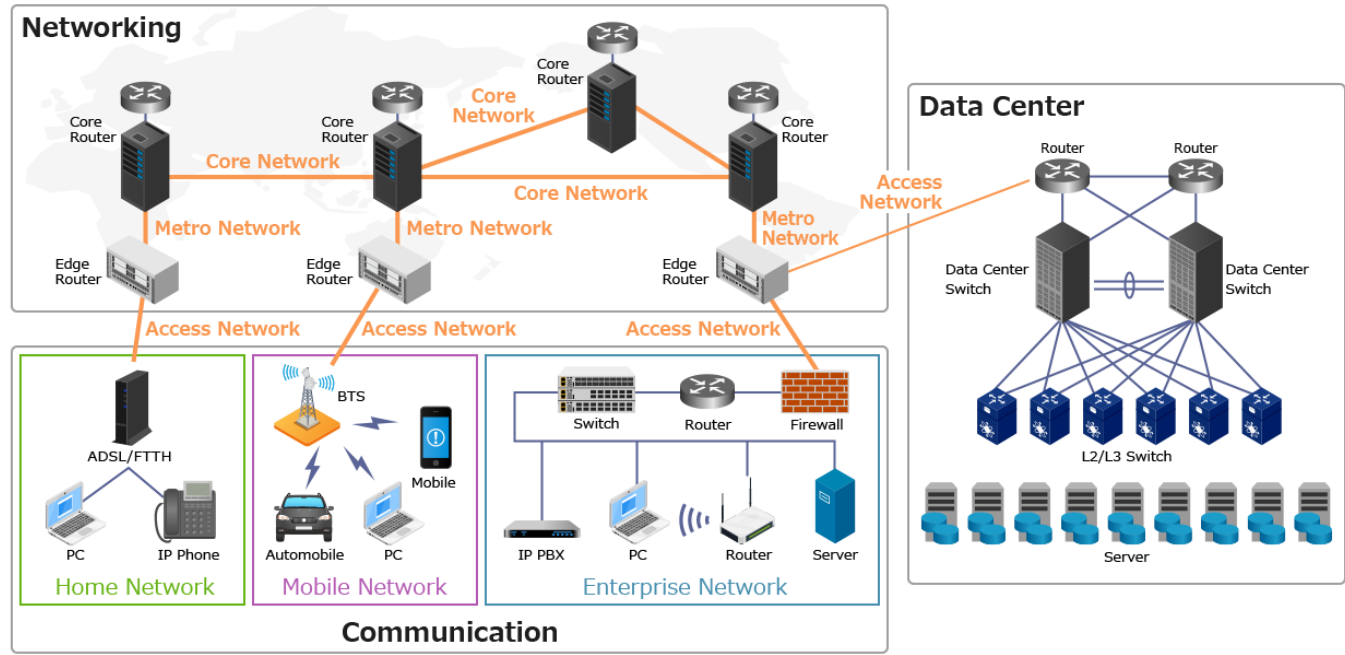 Networking
Core
Router
Core
Router
Core
Router
Core
Router
Core
Network
Core Network
Core Network
Metro Network
Metro Network
Metro
Network
Edge
Router
Edge
Router
Edge
Router
Access
Network
Access Network
Access Network
Access Network
ADSL/FTTH
PC
IP Phone
Home Network
BTS
Mobile
Automobile
PC
Mobile Network
Switch
Router
Firewall
IP PBX
PC
Router
Server
Enterprise Network
Communication
Data Center
Router
Router
Data Center
Switch
Data Center
Switch
L2/L3 Switch
Server